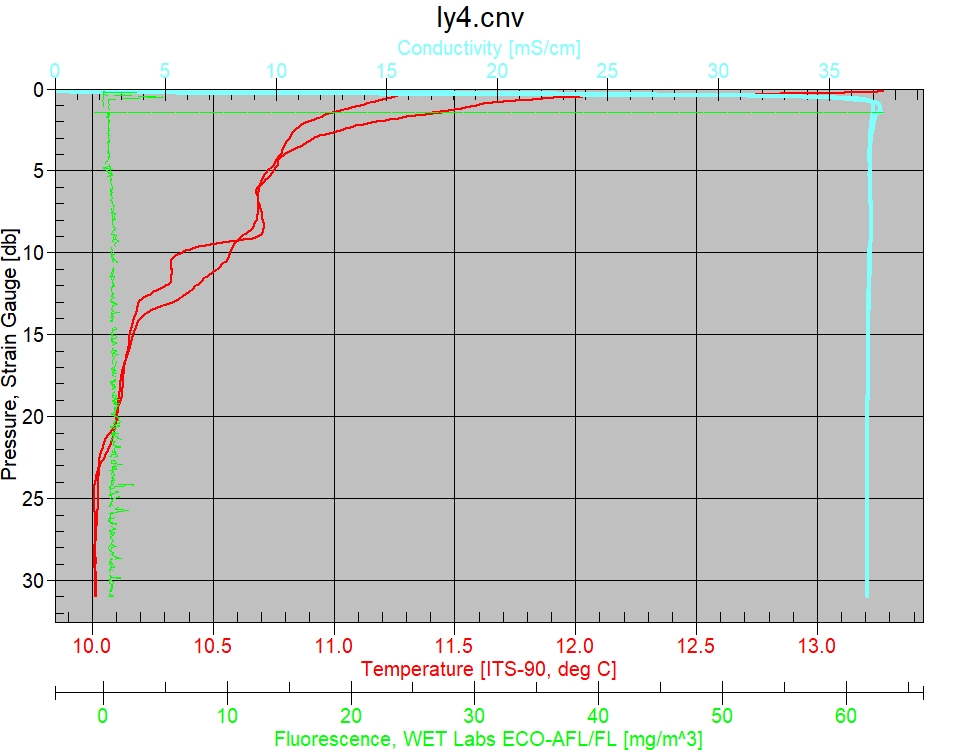 ly4.cnv
Conductivity [mS/cm]
0 5 10 15 20 25 30 35
Pressure, Strain Gauge [db]
0
5
10
15
20
25
30
10.0 10.5 11.0 11.5 12.0 12.5 13.0
Temperature [ITS-90, deg C]
0 10 20 30 40 50 60
Fluorescence, WET Labs ECO-AFL/FL [mg/m^3]